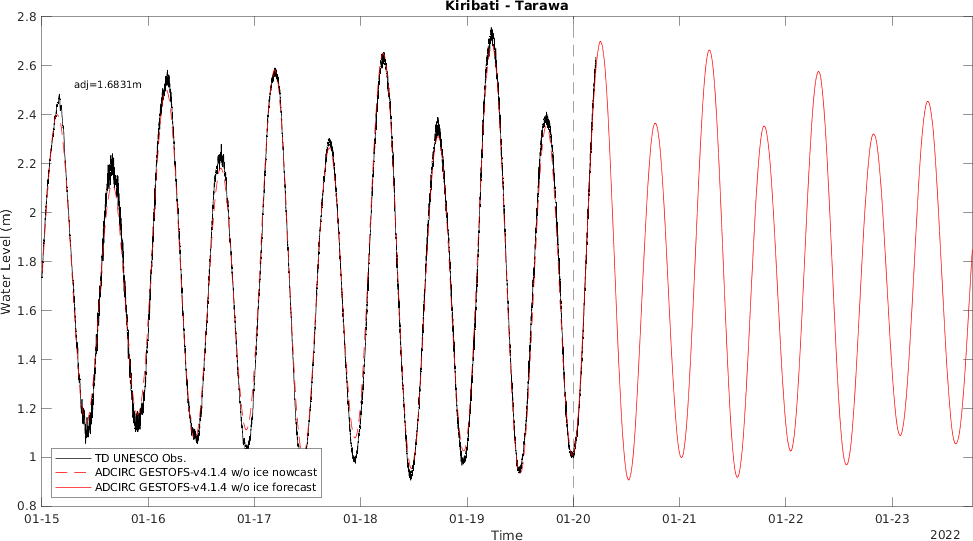 Kiribati - Tarawa
2.8
adj=1.6831m
2.6
2.4
2.2
2
1.8
1.6
1.4
1.2
1
0.8
Water Level (m)
TD UNESCO Obs.
ADCIRC GESTOFS-v4.1.4 w/o ice nowcast
ADCIRC GESTOFS-v4.1.4 w/o ice forecast
01-15 01-16 01-17 01-18 01-19 01-20 01-21 01-22 01-23
Time
2022